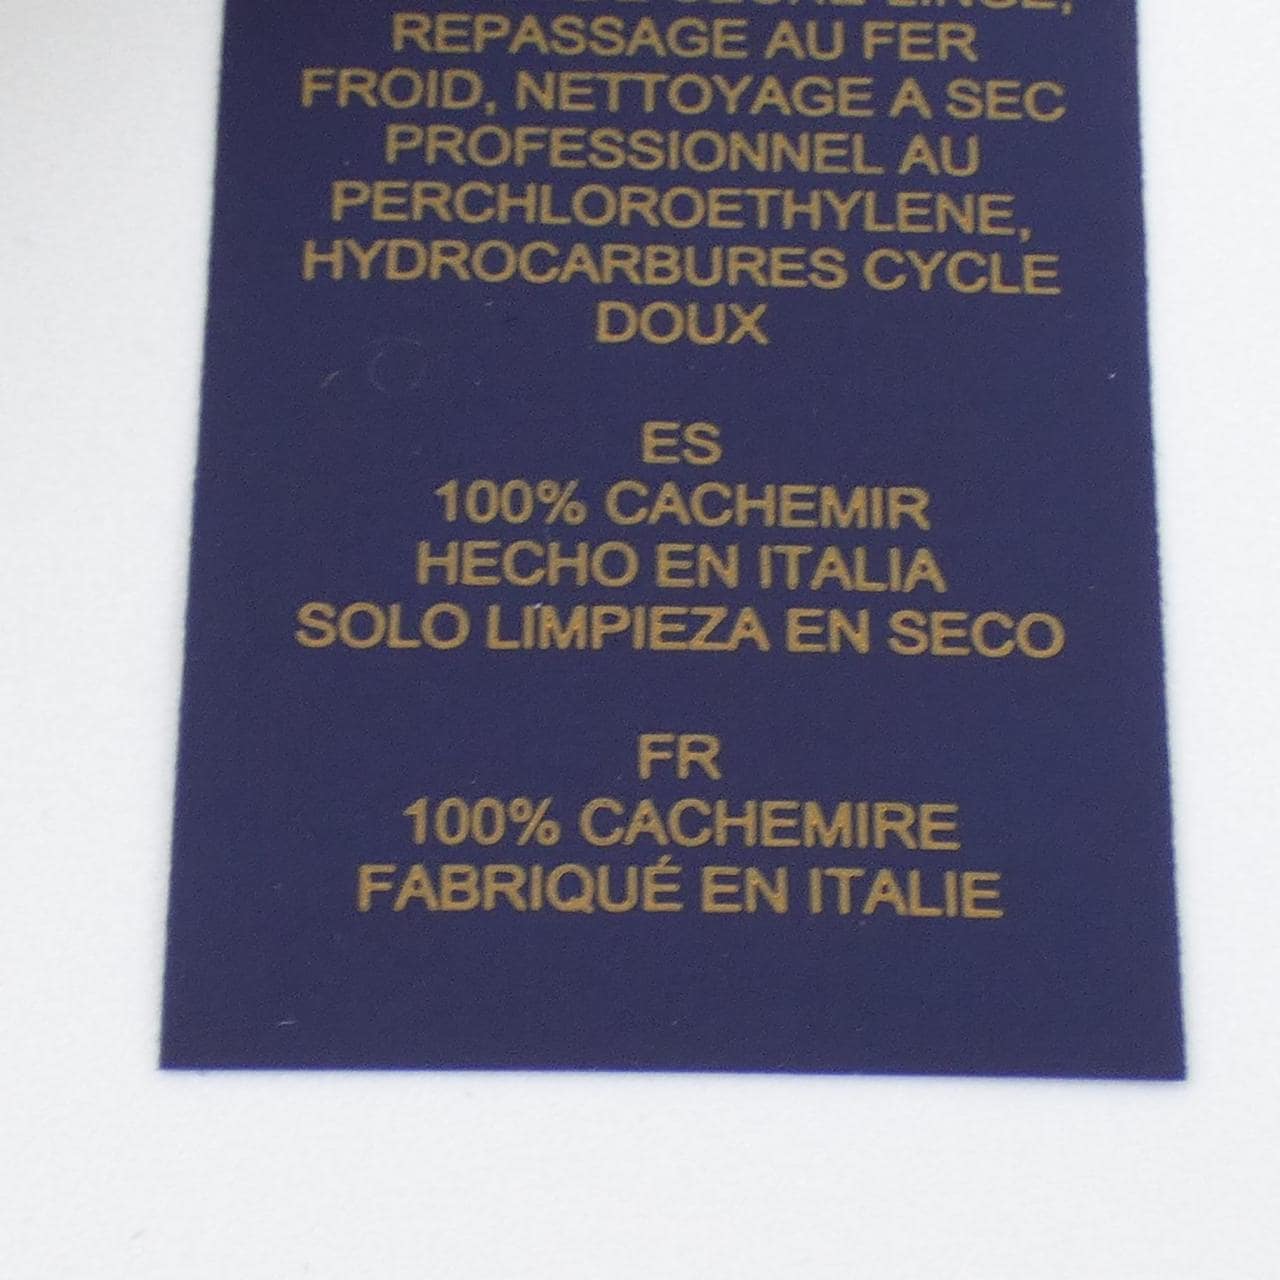 REPASSAGE AU FER
FROID, NETTOYAGE A SEC
PROFESSIONNEL AU
PERCHLOROETHYLENE,
HYDROCARBURES CYCLE
DOUX
ES
100% CACHEMIR
HECHO EN ITALIA
SOLO LIMPIEZA EN SECO
FR
100% CACHEMIRE
FABRIQUÉ EN ITALIE